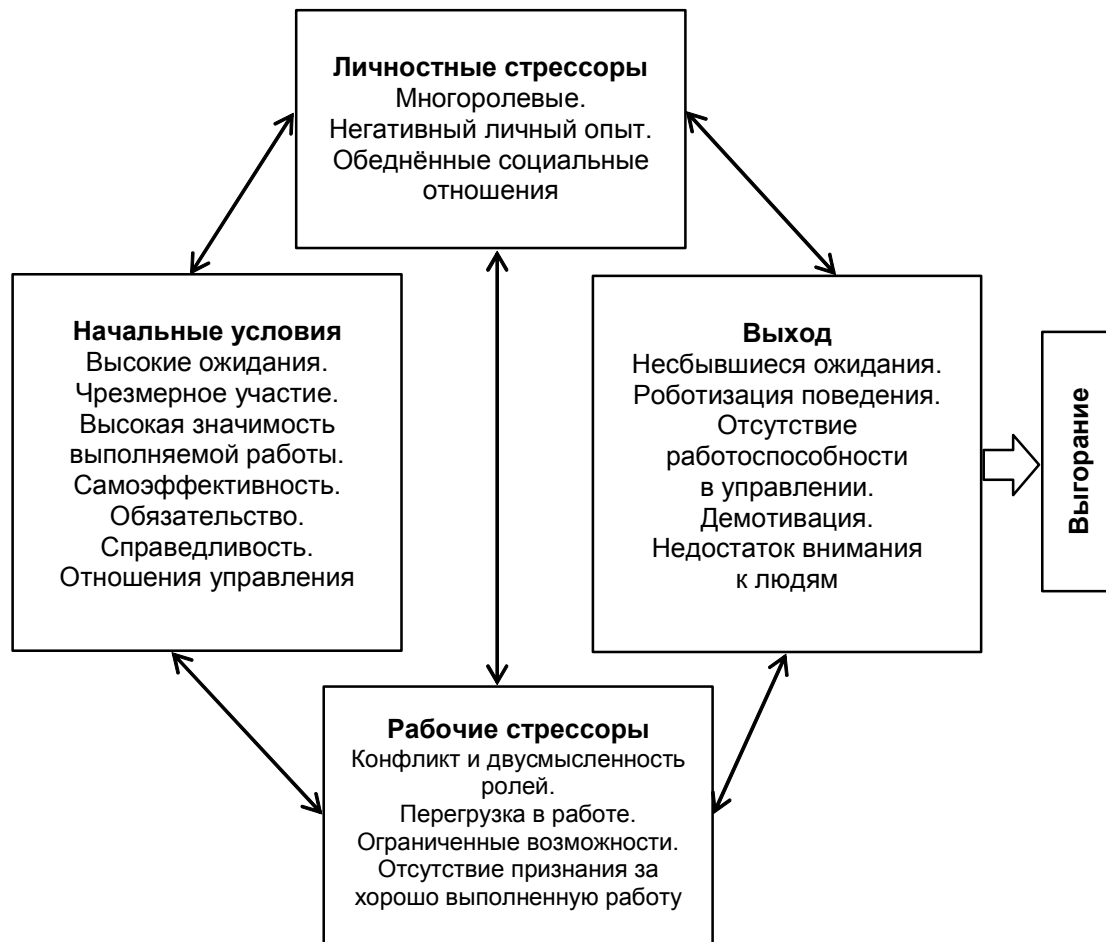 Личностные стрессоры
Многоролевые.
Негативный личный опыт.
Обеднённые социальные
отношения
Начальные условия
Высокие ожидания.
Чрезмерное участие.
Высокая значимость
выполняемой работы.
Самоэффективность.
Обязательство.
Справедливость.
Отношения управления
Выход
Несбывшиеся ожидания.
Роботизация поведения.
Отсутствие
работоспособности
в управлении.
Демотивация.
Недостаток внимания
к людям
Выгорание
Рабочие стрессоры
Конфликт и двусмысленность
ролей.
Перегрузка в работе.
Ограниченные возможности.
Отсутствие признания за
хорошо выполненную работу